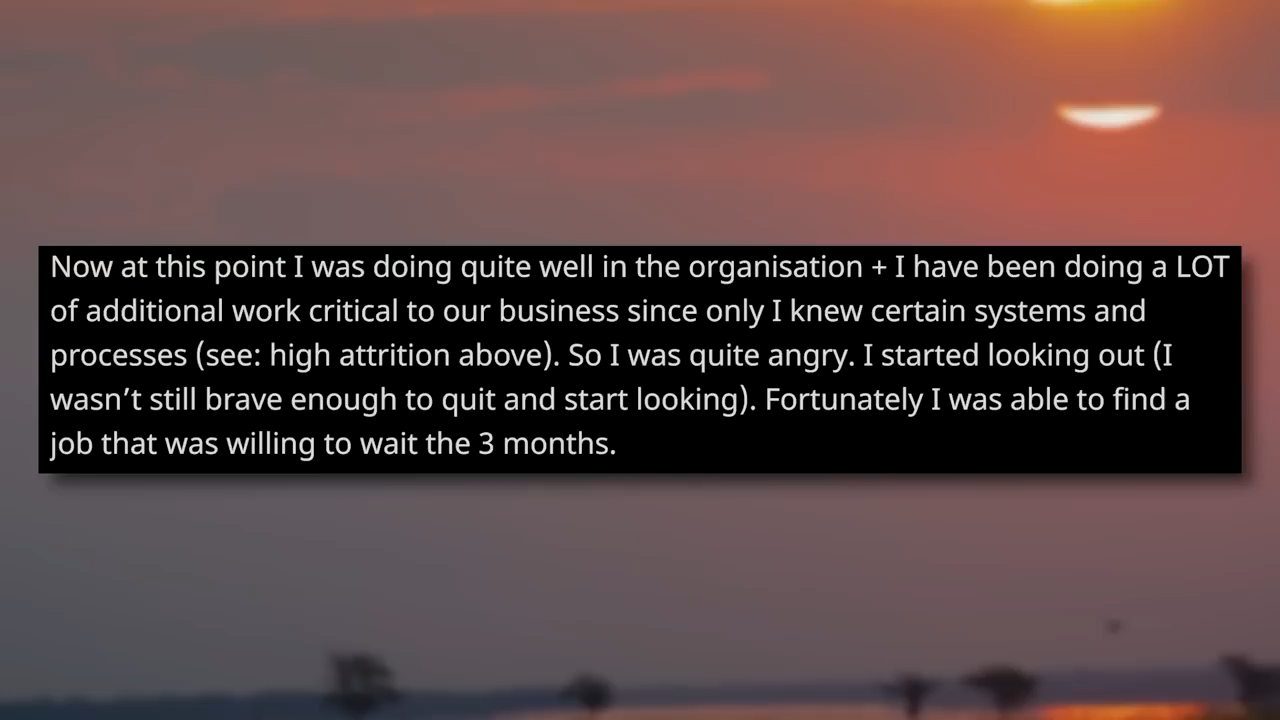 Now at this point I was doing quite well in the organisation + I have been doing a LOT
of additional work critical to our business since only I knew certain systems and
processes (see: high attrition above). So I was quite angry. I started looking out (I
wasn’t still brave enough to quit and start looking). Fortunately I was able to find a
job that was willing to wait the 3 months.